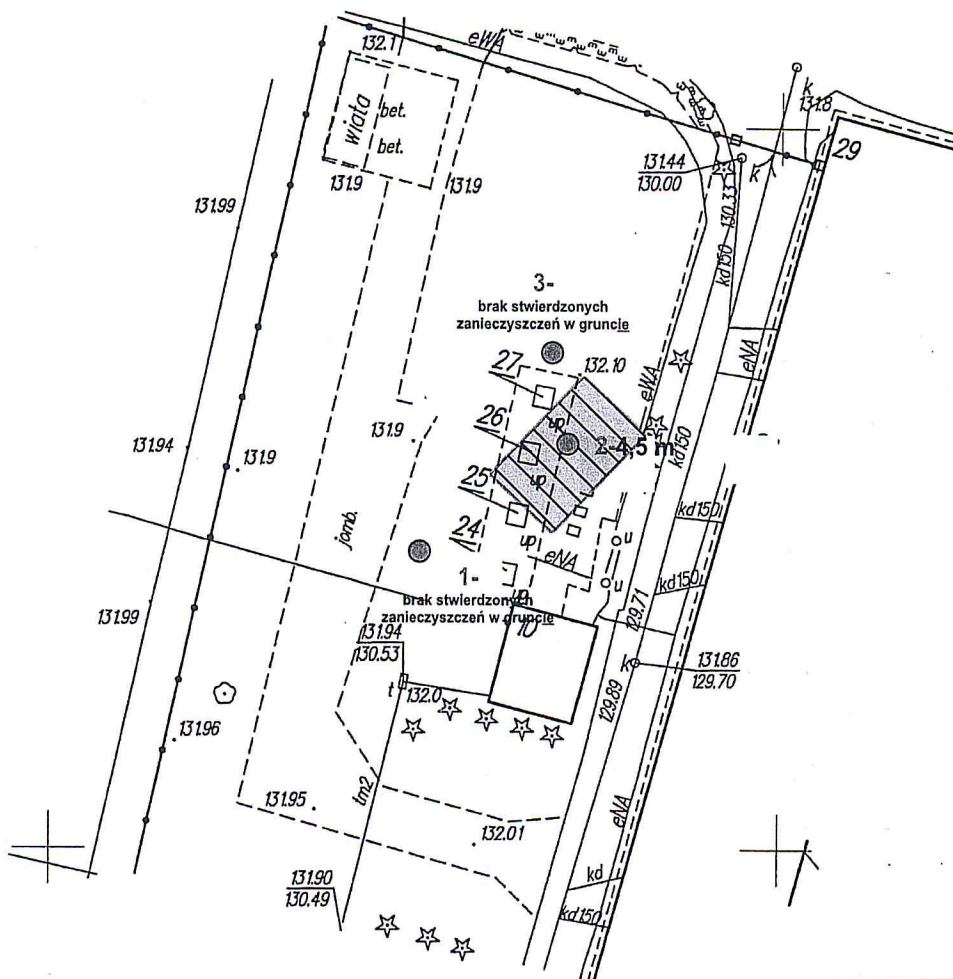 132.1
eWA
wiata
bet.
bet.
131.9
131.9
131.99
k
131.8
29
131.44
130.00
k
130.33
kd150
3-
brak stwierdzonych
zanieczyszczeń w gruncie
eNA
132.10
27
eWA
26
up
131.9
2-4,5 m
kd150
131.94
131.9
25
up
24
up
kd150
jomb.
eNA
u
kd150
u
1-
brak stwierdzonych
zanieczyszczeń w gruncie
129.71
131.99
10
131.94
130.53
k
131.86
129.70
t
132.0
129.89
131.96
tm2
131.95
132.01
eNA
131.90
130.49
kd
kd150